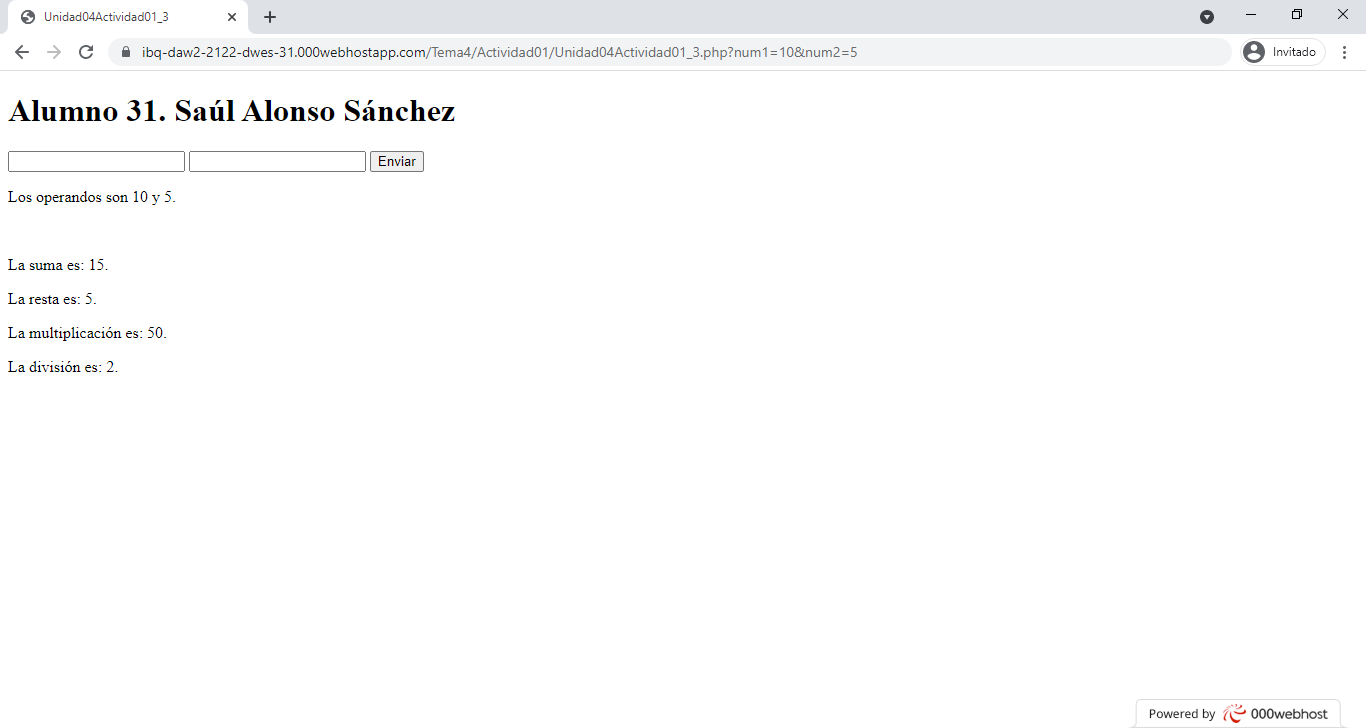 Unidad04Actividad01_3
ibq-daw2-2122-dwes-31.000webhostapp.com/Tema4/Actividad01/Unidad04Actividad01_3.php?num1=10&num2=5
Invitado
Alumno 31. Saúl Alonso Sánchez
Enviar
Los operandos son 10 y 5.
La suma es: 15.
La resta es: 5.
La multiplicación es: 50.
La división es: 2.
Powered by 000webhost